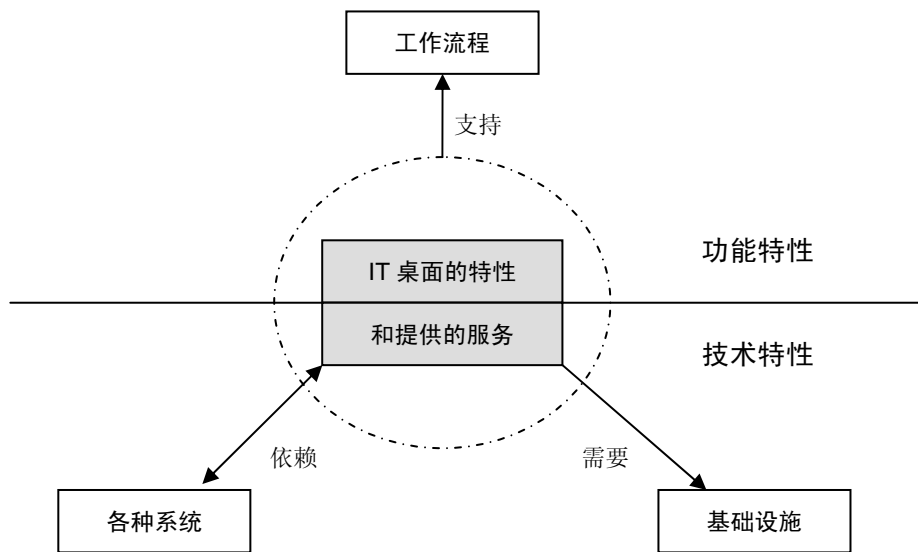 工作流程
支持
功能特性
IT 桌面的特性
和提供的服务
技术特性
依赖
需要
各种系统
基础设施